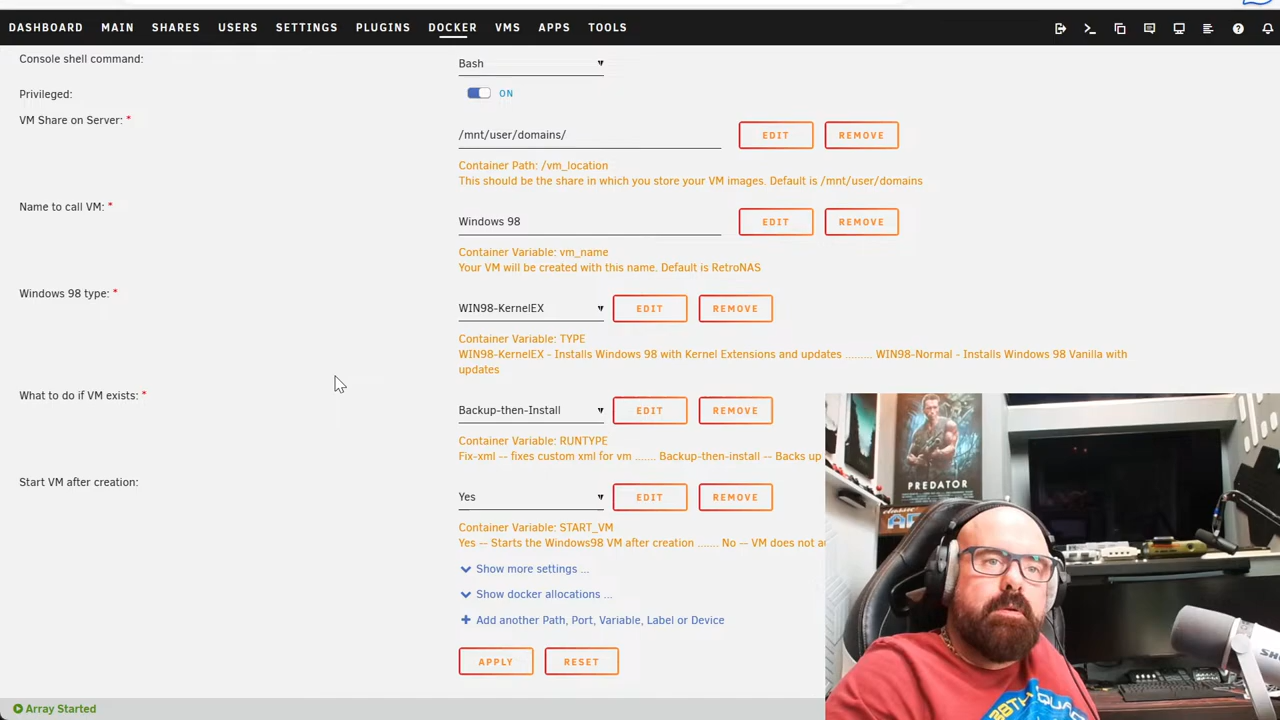 DASHBOARD MAIN SHARES USERS SETTINGS PLUGINS DOCKER VMS APPS TOOLS
Console shell command:
Bash
Privileged:
ON
VM Share on Server: *
/mnt/user/domains/
EDIT
REMOVE
Container Path: /vm_location
This should be the share in which you store your VM images. Default is /mnt/user/domains
Name to call VM: *
Windows 98
EDIT
REMOVE
Container Variable: vm_name
Your VM will be created with this name. Default is RetroNAS
Windows 98 type: *
WIN98-KernelEX
EDIT
REMOVE
Container Variable: TYPE
WIN98-KernelEX - Installs Windows 98 with Kernel Extensions and updates ......... WIN98-Normal - Installs Windows 98 Vanilla with
updates
What to do if VM exists: *
Backup-then-Install
EDIT
REMOVE
Container Variable: RUNTYPE
Fix-xml -- fixes custom xml for vm ....... Backup-then-install -- Backs up
Start VM after creation:
Yes
EDIT
REMOVE
Container Variable: START_VM
Yes -- Starts the Windows98 VM after creation ....... No -- VM does not
Show more settings ...
Show docker allocations ...
+ Add another Path, Port, Variable, Label or Device
APPLY
RESET
Array Started
PREDATOR
classic